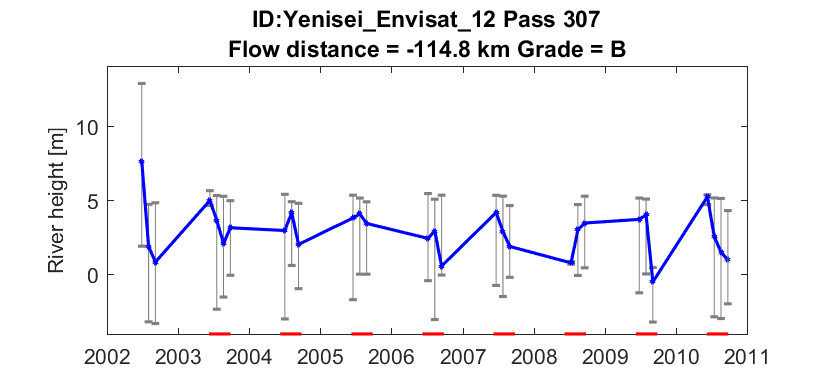 ID:Yenisei_Envisat_12 Pass 307
Flow distance = -114.8 km Grade = B
River height [m]
10
5
0
2002 2003 2004 2005 2006 2007 2008 2009 2010 2011